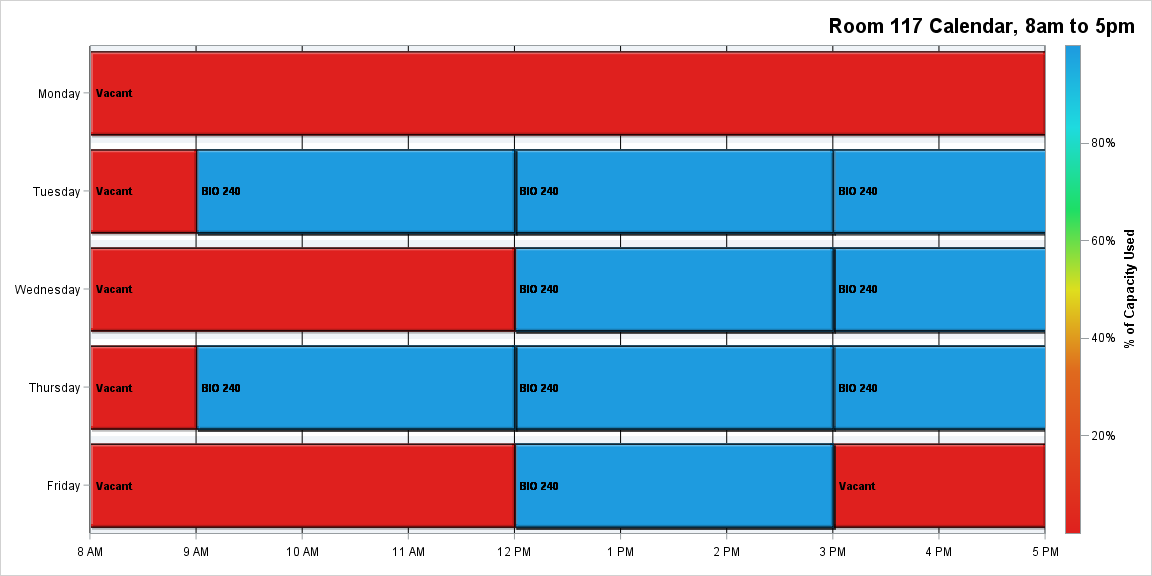 Room 117 Calendar, 8am to 5pm
Monday
Vacant
Tuesday
Vacant
BIO 240
BIO 240
BIO 240
Wednesday
Vacant
BIO 240
BIO 240
Thursday
Vacant
BIO 240
BIO 240
BIO 240
Friday
Vacant
BIO 240
Vacant
8 AM
9 AM
10 AM
11 AM
12 PM
1 PM
2 PM
3 PM
4 PM
5 PM
80%
60%
40%
20%
% of Capacity Used